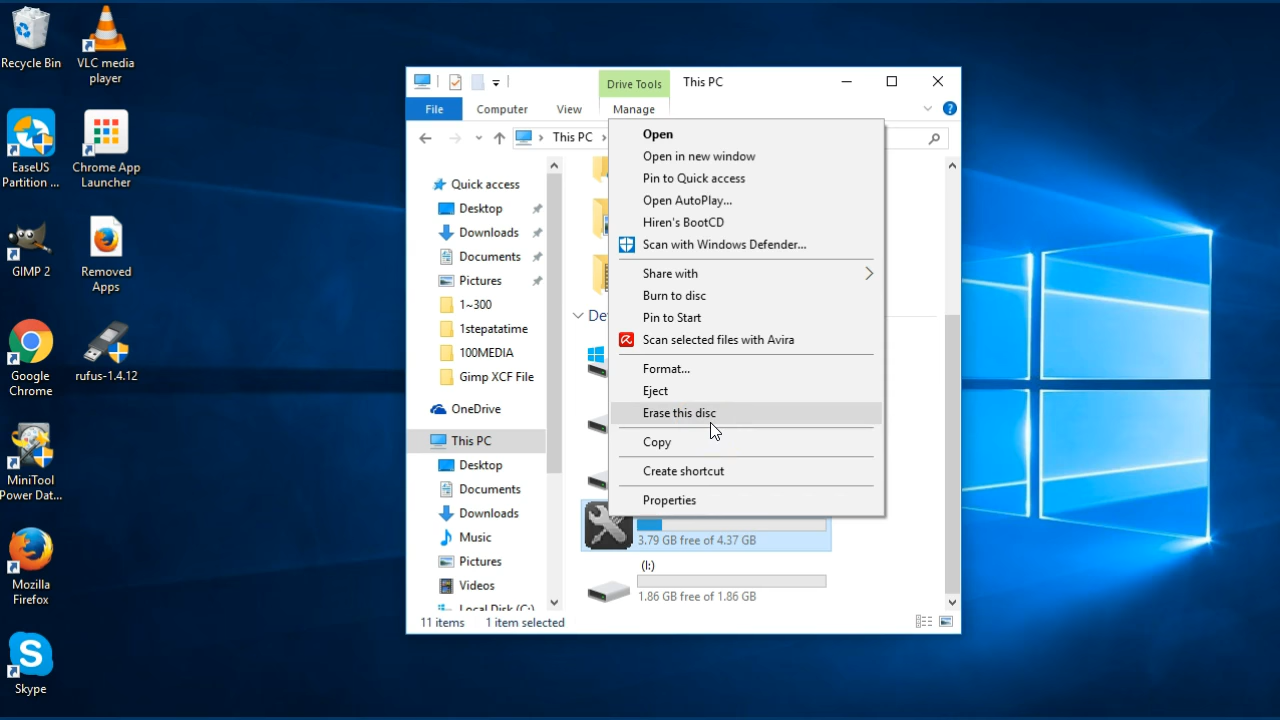 Recycle Bin
VLC media
player
EaseUS
Partition ...
Chrome App
Launcher
GIMP 2
Removed
Apps
Google
Chrome
rufus-1.4.12
MiniTool
Power Dat...
Mozilla
Firefox
Skype
Drive Tools
This PC
File
Computer
View
Manage
This PC
Quick access
Desktop
Downloads
Documents
Pictures
1~300
1stepatatime
100MEDIA
Gimp XCF File
OneDrive
This PC
Desktop
Documents
Downloads
Music
Pictures
Videos
Local Disk (C:)
Open
Open in new window
Pin to Quick access
Open AutoPlay...
Hiren's BootCD
Scan with Windows Defender...
Share with
Burn to disc
Pin to Start
Scan selected files with Avira
Format...
Eject
Erase this disc
Copy
Create shortcut
Properties
3.79 GB free of 4.37 GB
(I:)
1.86 GB free of 1.86 GB
11 items
1 item selected